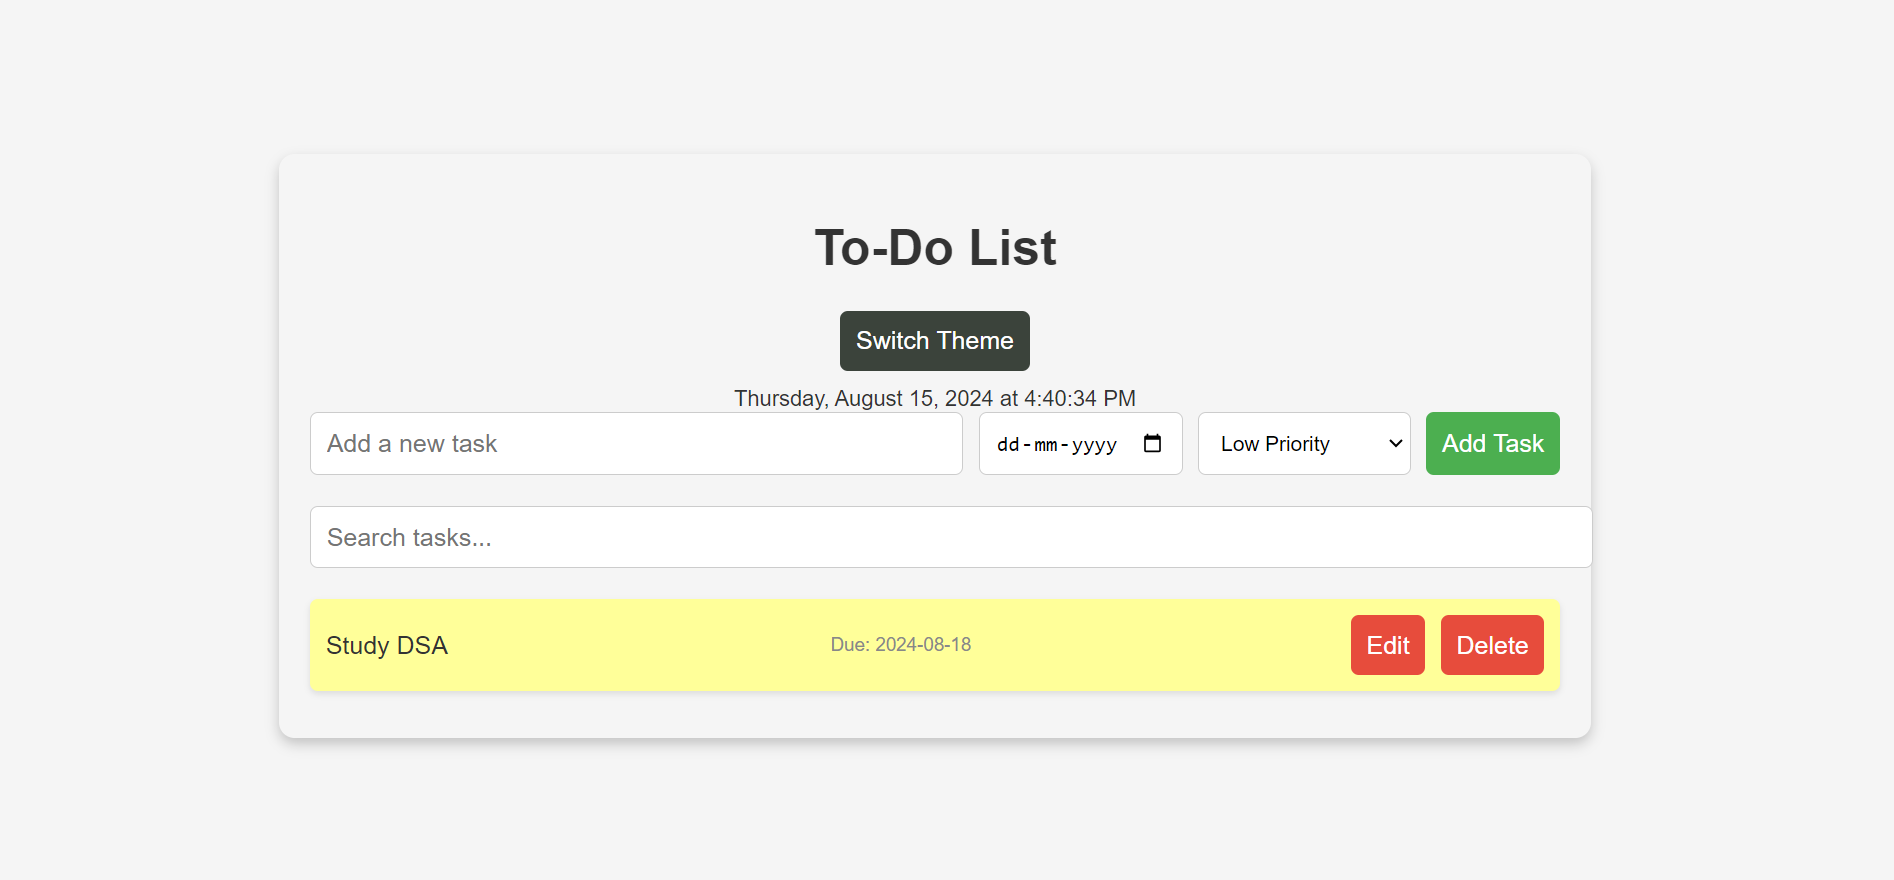 To-Do List
Switch Theme
Thursday, August 15, 2024 at 4:40:34 PM
Add a new task dd-mm-yyyy Low Priority Add Task
Search tasks...
Study DSA Due: 2024-08-18 Edit Delete